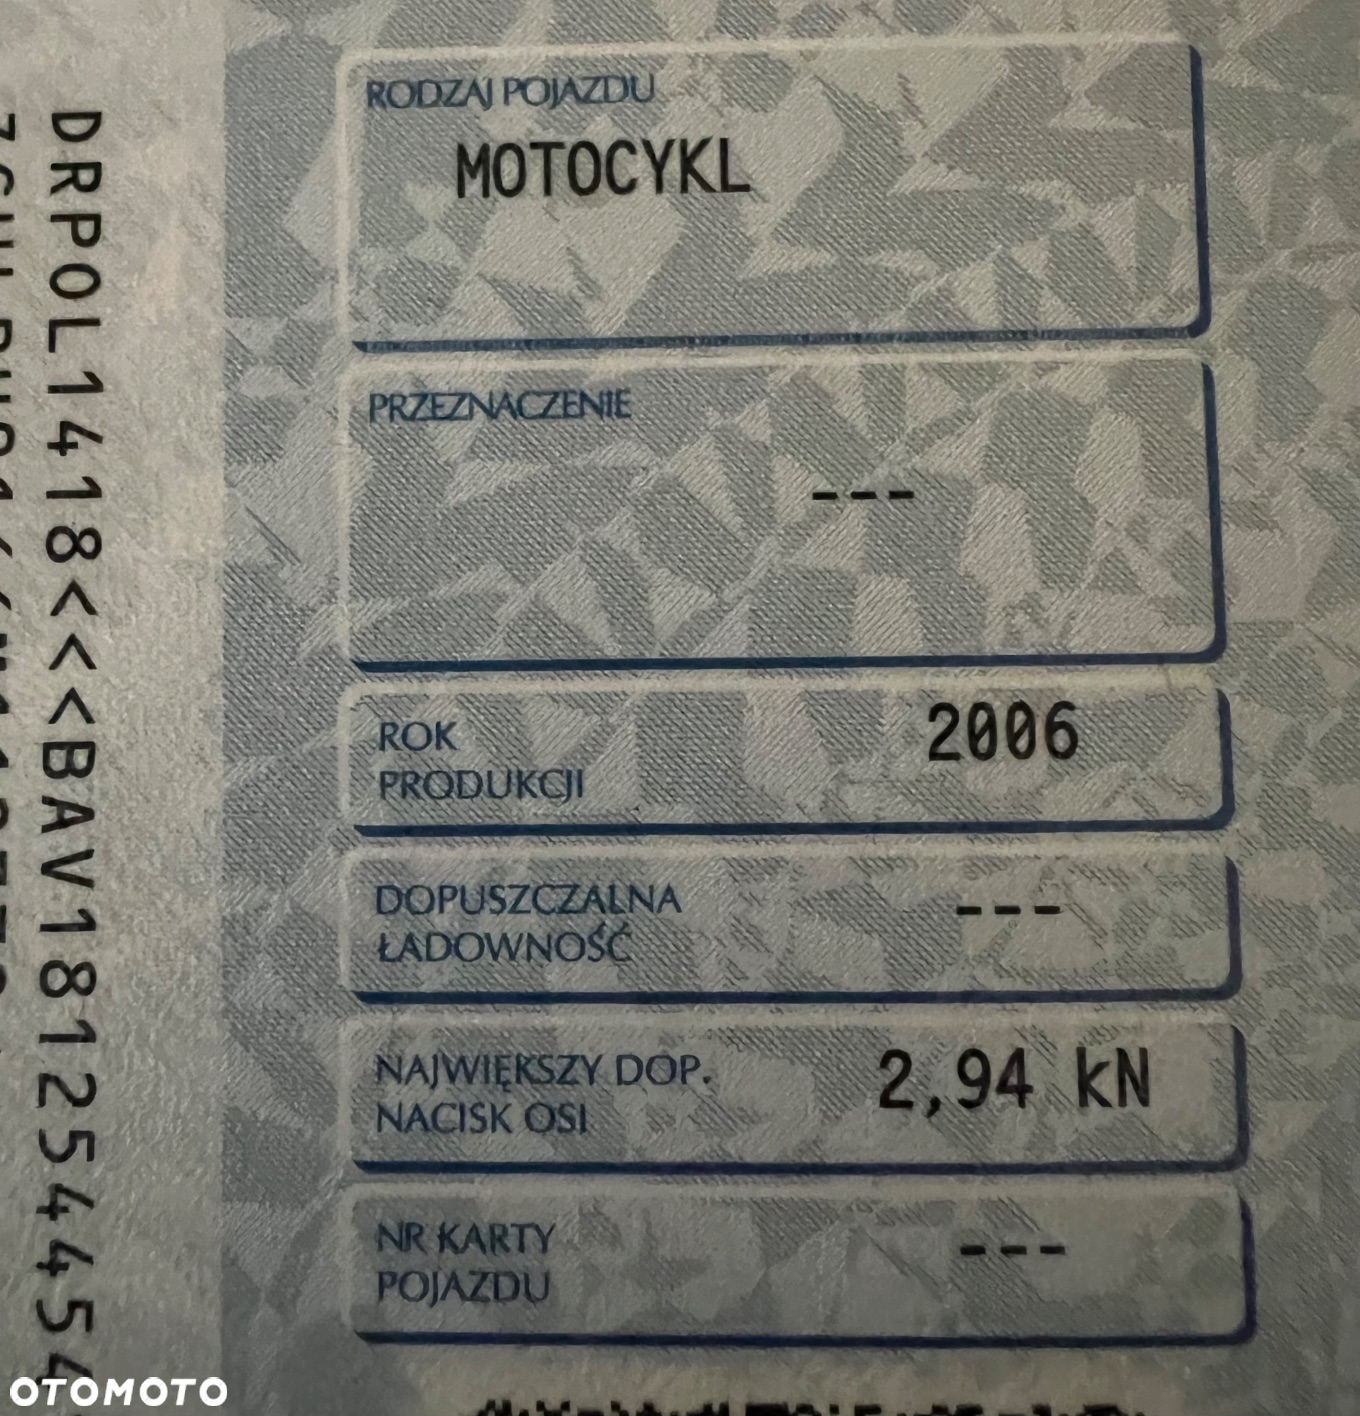 RODZAJ POJAZDU
MOTOCYKL
PRZEZNACZENIE
---
ROK
PRODUKCJI
2006
DOPUSZCZALNA
ŁADOWNOŚĆ
---
NAJWIĘKSZY DOP.
NACISK OSI
2,94 kN
NR KARTY
POJAZDU
---
DRPOL1418<<<BAV181254454
OTOMOTO